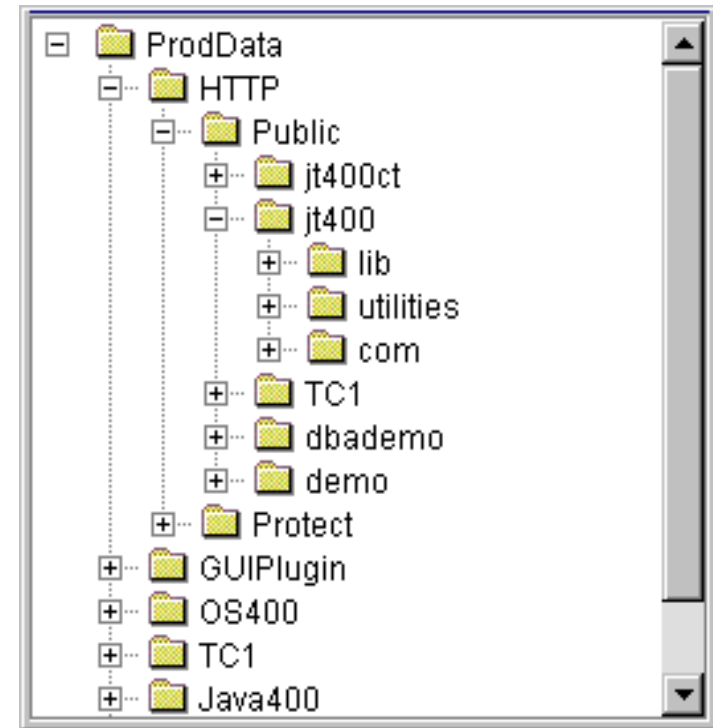 ProdData
HTTP
Public
jt400ct
jt400
lib
utilities
com
TC1
dbademo
demo
Protect
GUIPlugin
OS400
TC1
Java400